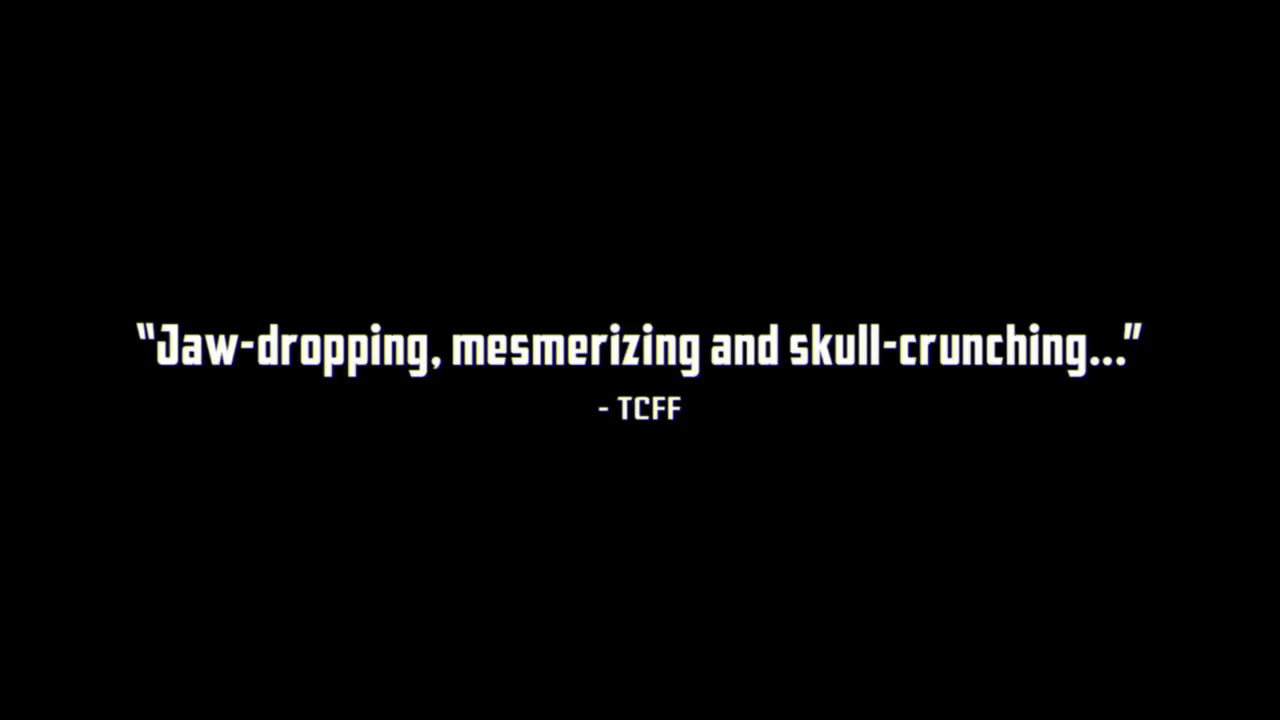 “Jaw-dropping, mesmerizing and skull-crunching...”
- TCFF